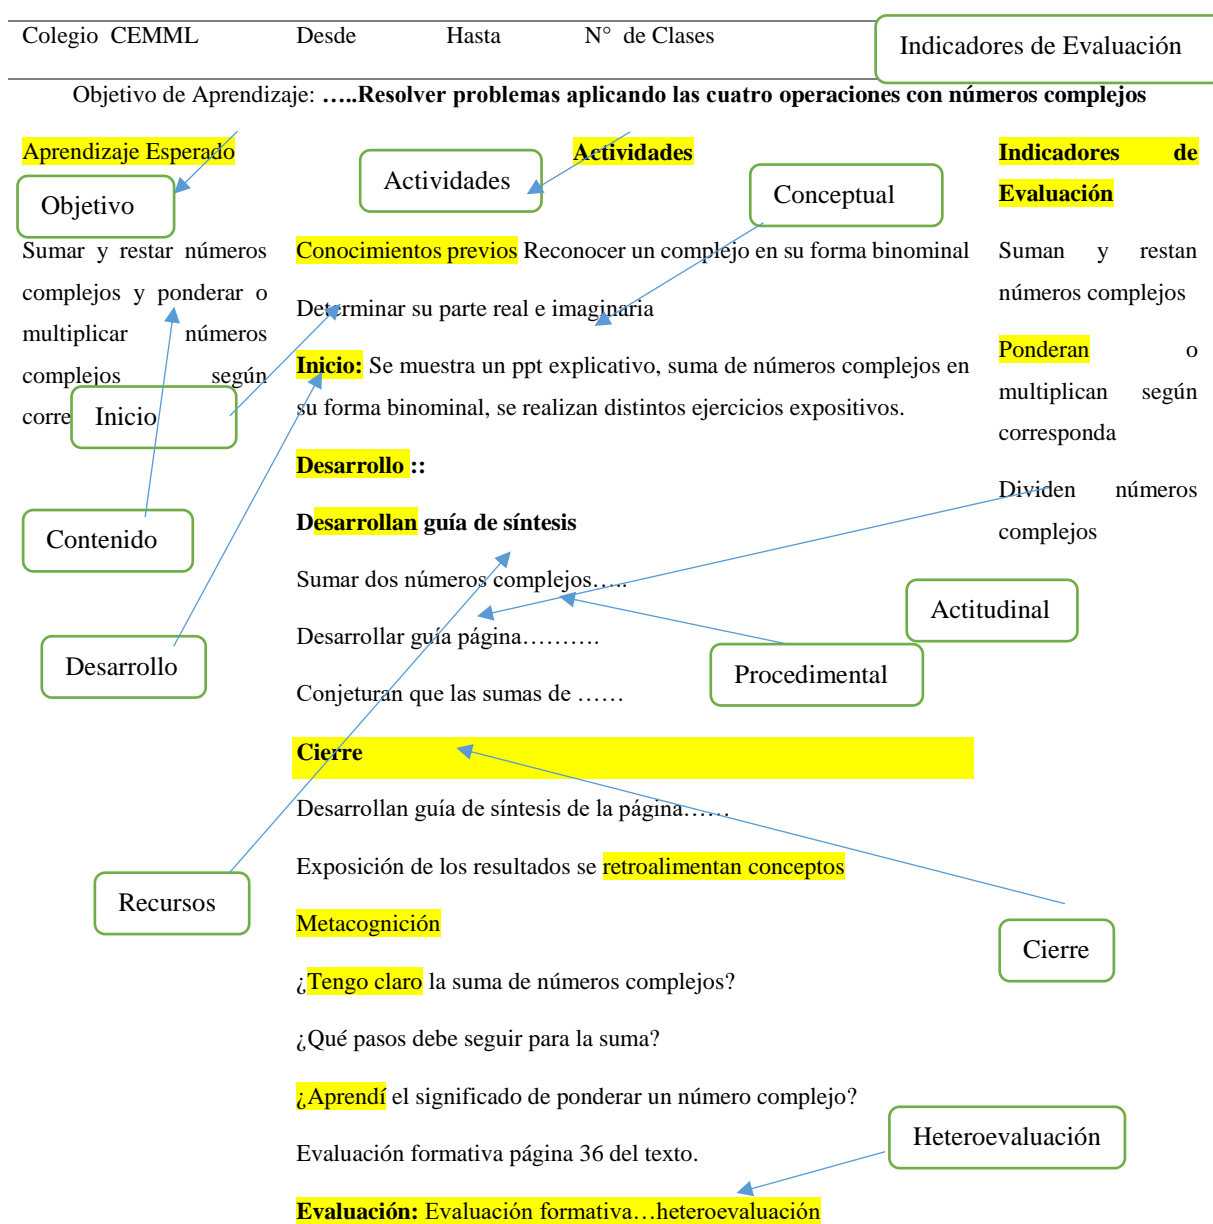 Colegio CEMML Desde Hasta N° de Clases
Indicadores de Evaluación
Objetivo de Aprendizaje: …..Resolver problemas aplicando las cuatro operaciones con números complejos
Aprendizaje Esperado
Objetivo
Sumar y restar números
complejos y ponderar o
multiplicar números
complejos según
corre
Inicio
Contenido
Desarrollo
Recursos
Actividades
Actividades
Conceptual
Conocimientos previos Reconocer un complejo en su forma binominal
Determinar su parte real e imaginaria
Inicio: Se muestra un ppt explicativo, suma de números complejos en
su forma binominal, se realizan distintos ejercicios expositivos.
Desarrollo ::
Desarrollan guía de síntesis
Sumar dos números complejos…..
Desarrollar guía página……….
Conjeturan que las sumas de ……
Procedimental
Cierre
Desarrollan guía de síntesis de la página……
Exposición de los resultados se retroalimentan conceptos
Metacognición
¿Tengo claro la suma de números complejos?
¿Qué pasos debe seguir para la suma?
¿Aprendí el significado de ponderar un número complejo?
Evaluación formativa página 36 del texto.
Evaluación: Evaluación formativa…heteroevaluación
Indicadores de
Evaluación
Suman y restan
números complejos
Ponderan o
multiplican según
corresponda
Dividen números
complejos
Actitudinal
Cierre
Heteroevaluación